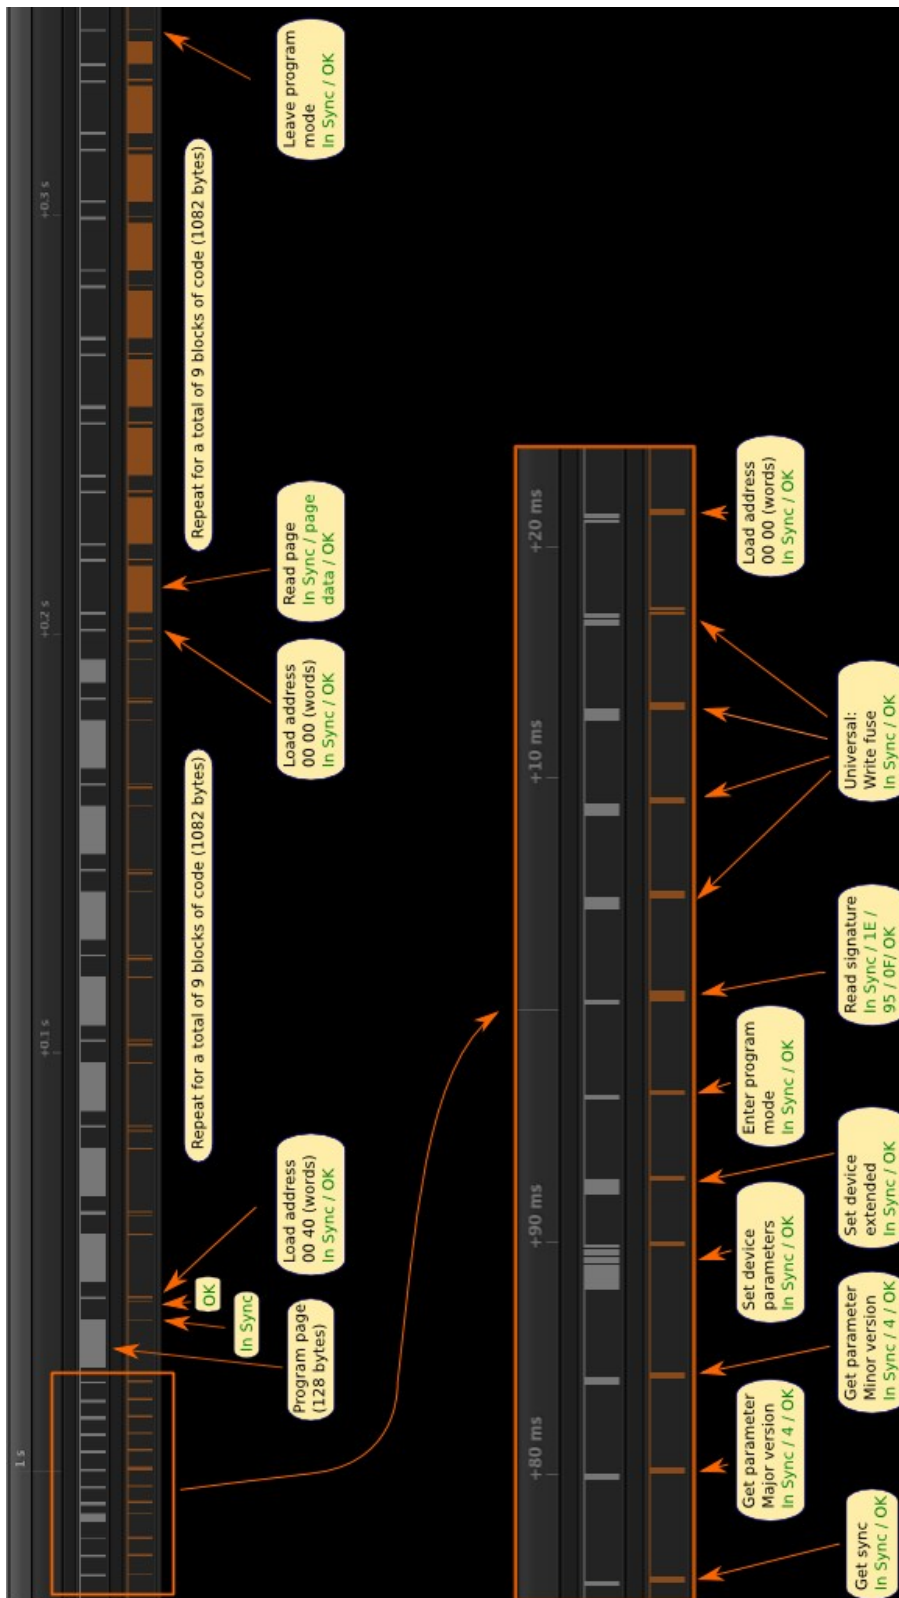 1 s
+0.1 s
+0.2 s
+0.3 s
Repeat for a total of 9 blocks of code (1082 bytes)
Repeat for a total of 9 blocks of code (1082 bytes)
OK
In Sync
Program page
(128 bytes)
Load address
00 40 (words)
In Sync / OK
Load address
00 00 (words)
In Sync / OK
Read page
In Sync / page
data / OK
Leave program
mode
In Sync / OK
+80 ms
+90 ms
+10 ms
+20 ms
Get sync
In Sync / OK
Get parameter
Major version
In Sync / 4 / OK
Get parameter
Minor version
In Sync / 4 / OK
Set device
parameters
In Sync / OK
Set device
extended
In Sync / OK
Enter program
mode
In Sync / OK
Read signature
In Sync / 1E /
95 / 0F/ OK
Universal:
Write fuse
In Sync / OK
Load address
00 00 (words)
In Sync / OK